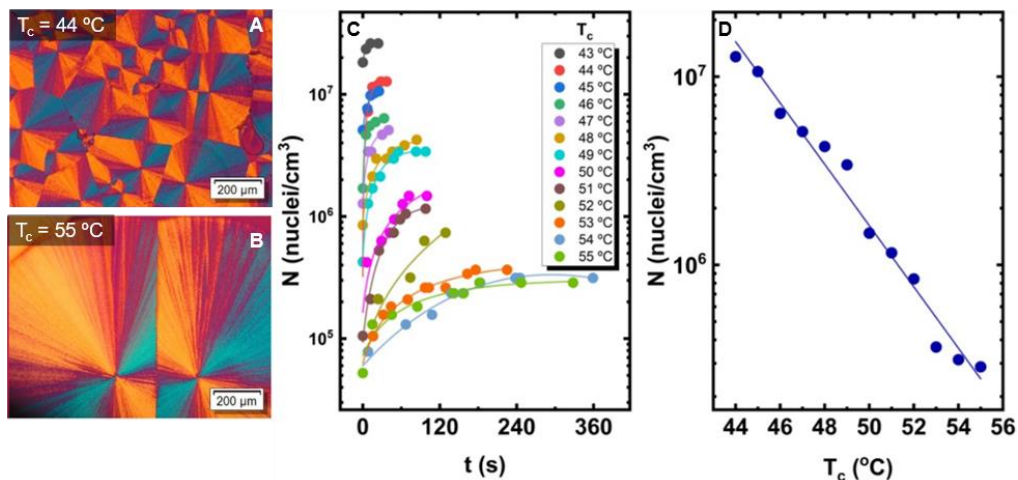 T_c = 44 ºC
A
200 µm
T_c = 55 ºC
B
200 µm
C
N (nuclei/cm³)
10⁷
10⁶
10⁵
0 120 240 360
t (s)
T_c
43 ºC
44 ºC
45 ºC
46 ºC
47 ºC
48 ºC
49 ºC
50 ºC
51 ºC
52 ºC
53 ºC
54 ºC
55 ºC
D
N (nuclei/cm³)
10⁷
10⁶
44 46 48 50 52 54 56
T_c (ºC)